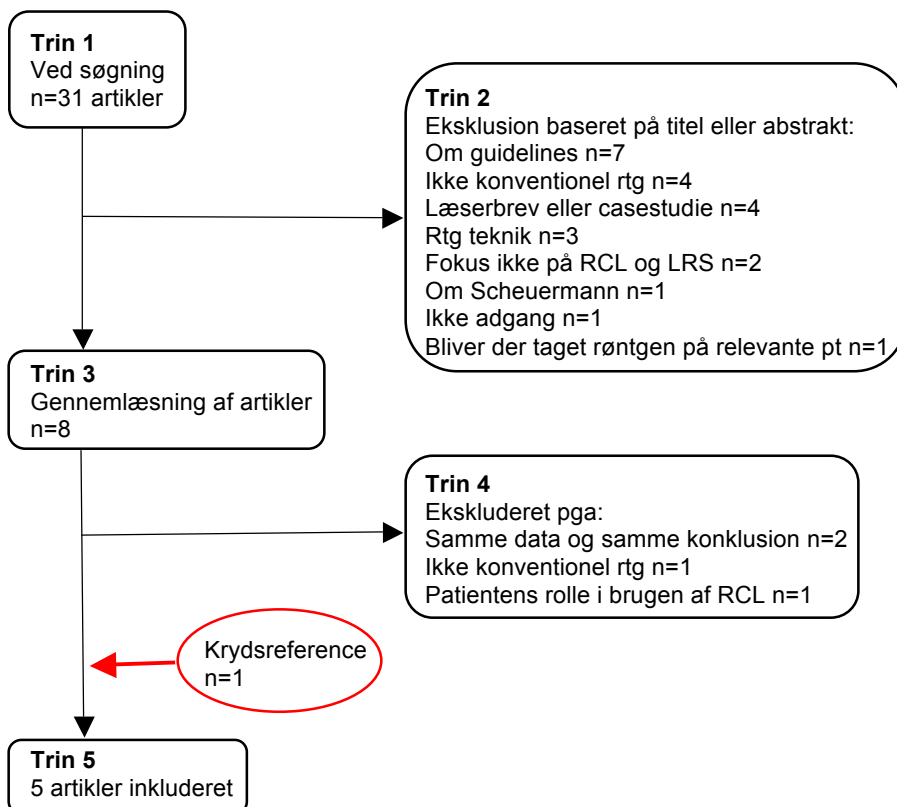 Trin 1
Ved søgning
n=31 artikler
Trin 2
Eksklusion baseret på titel eller abstrakt:
Om guidelines n=7
Ikke konventionel rtg n=4
Læserbrev eller casestudie n=4
Rtg teknik n=3
Fokus ikke på RCL og LRS n=2
Om Scheuermann n=1
Ikke adgang n=1
Bliver der taget røntgen på relevante pt n=1
Trin 3
Gennemlæsning af artikler
n=8
Trin 4
Ekskluderet pga:
Samme data og samme konklusion n=2
Ikke konventionel rtg n=1
Patientens rolle i brugen af RCL n=1
Krydsreference
n=1
Trin 5
5 artikler inkluderet